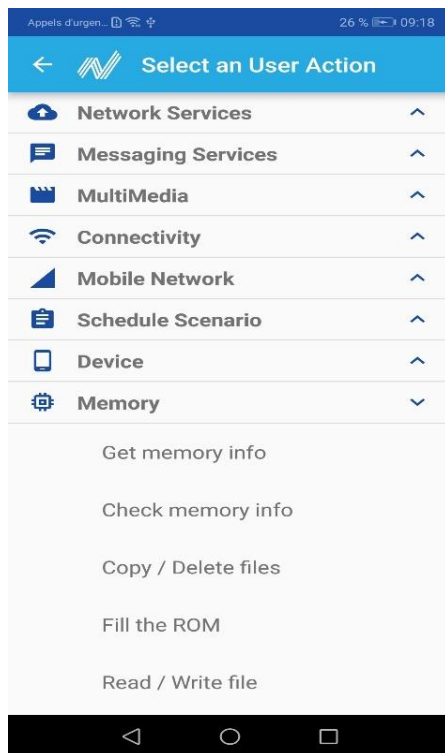 Appels d'urgen... 26 % 09:18
Select an User Action
Network Services
Messaging Services
MultiMedia
Connectivity
Mobile Network
Schedule Scenario
Device
Memory
Get memory info
Check memory info
Copy / Delete files
Fill the ROM
Read / Write file